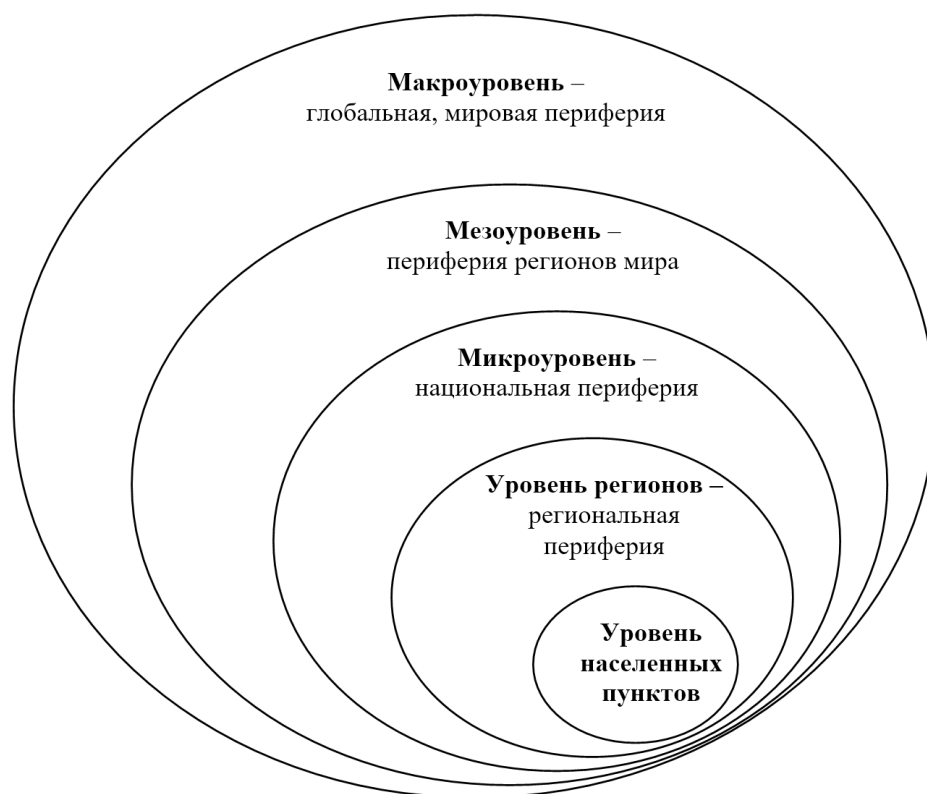 Макроуровень –
глобальная, мировая периферия
Мезоуровень –
периферия регионов мира
Микроуровень –
национальная периферия
Уровень регионов –
региональная
периферия
Уровень
населенных
пунктов